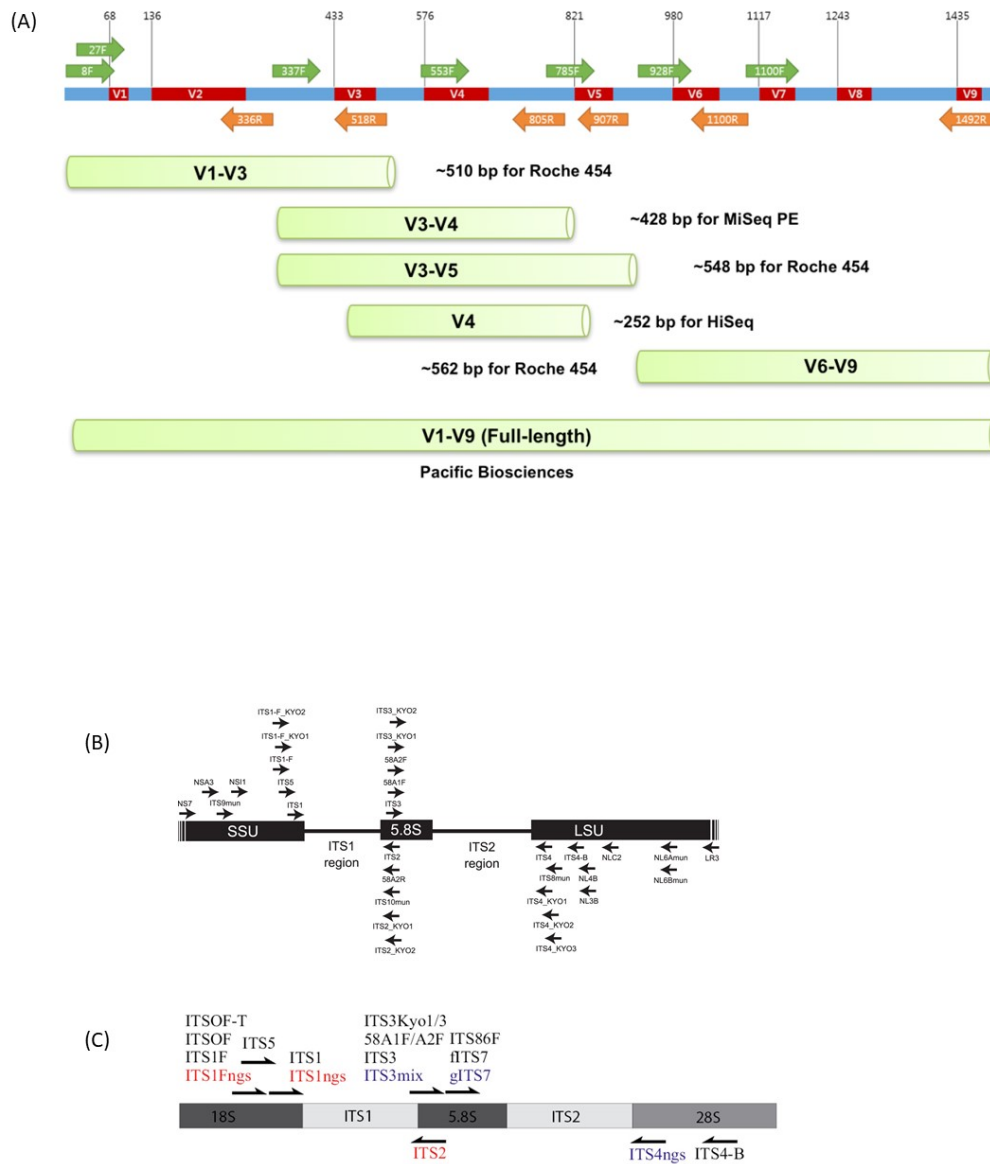 (A)
68 136 433 576 821 980 1117 1243 1435
27F
8F 337F 553F 785F 928F 1100F
V1 V2 V3 V4 V5 V6 V7 V8 V9
336R 518R 805R 907R 1100R 1492R
V1-V3 ~510 bp for Roche 454
V3-V4 ~428 bp for MiSeq PE
V3-V5 ~548 bp for Roche 454
V4 ~252 bp for HiSeq
~562 bp for Roche 454 V6-V9
V1-V9 (Full-length)
Pacific Biosciences
(B)
ITS1-F_KYO2 ITS3_KYO2
ITS1-F_KYO1 ITS3_KYO1
ITS1-F 58A2F
NSA3 NSI1 ITS5 58A1F
NS7 ITS9mun ITS1 ITS3
SSU 5.8S LSU
ITS1 region ITS2 region
ITS2 ITS4 ITS4-B NLC2 NL6Amun LR3
58A2R ITS8mun NL4B NL6Bmun
ITS10mun ITS4_KYO1 NL3B
ITS2_KYO1 ITS4_KYO2
ITS2_KYO2 ITS4_KYO3
(C)
ITSOF-T ITS3Kyo1/3
ITSOF ITS5 58A1F/A2F ITS86F
ITS1F ITS1 ITS3 fITS7
ITS1Fngs ITS1ngs ITS3mix gITS7
18S ITS1 5.8S ITS2 28S
ITS2 ITS4ngs ITS4-B